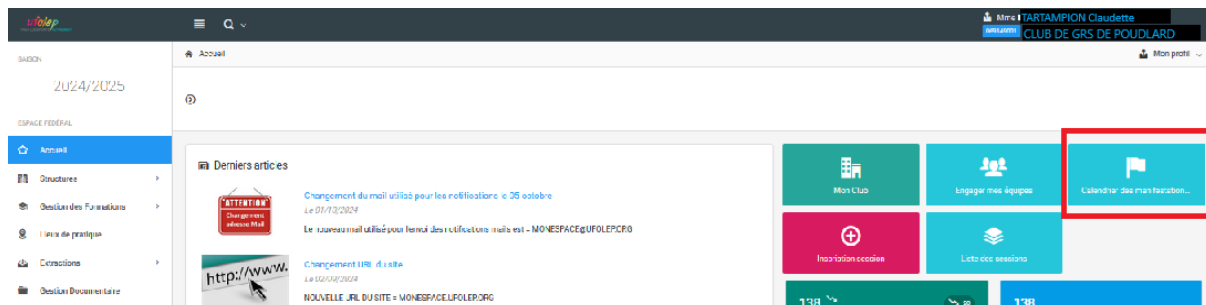 ufolep
Mme
TARTAMPION Claudette
CLUB DE GRS DE POUDLARD
SAISON
2024/2025
Accueil
Mon profil
ESPACE FÉDÉRAL
Accueil
Structures
Gestion des Formations
Lieux de pratique
Extractions
Gestion Documentaire
Derniers articles
ATTENTION
Changement
adresse Mail
Changement du mail utilisé pour les notifications le 05 octobre
Le 01/10/2024
Le nouveau mail utilisé pour l'envoi des notifications mails est = MONESPACE@UFOLEP.ORG
http://www.
Changement URL du site
NOUVELLE URL DU SITE = MONESPACE.UFOLEP.ORG
Mon Club
Engager mes équipes
Calendrier des manifestation...
Inscription session
Liste des sessions
138
138